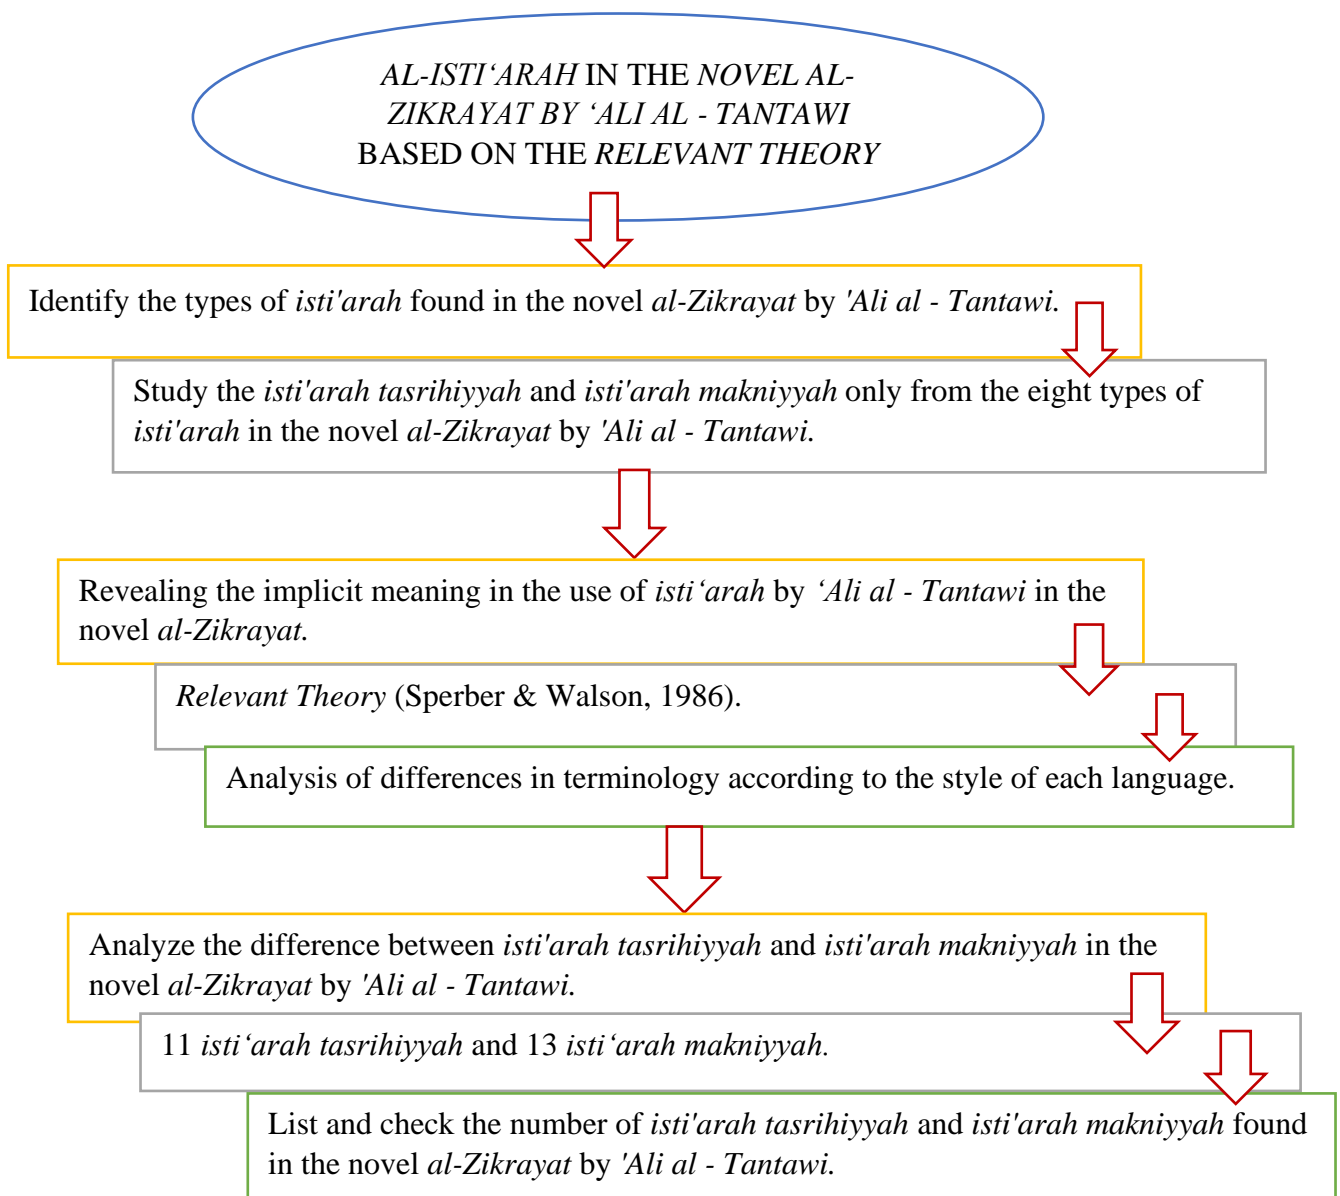 AL-ISTI‘ARAH IN THE NOVEL AL-
ZIKRAYAT BY ‘ALI AL - TANTAWI
BASED ON THE RELEVANT THEORY
Identify the types of isti'arah found in the novel al-Zikrayat by 'Ali al - Tantawi.
Study the isti'arah tasrihiyyah and isti'arah makniyyah only from the eight types of
isti'arah in the novel al-Zikrayat by 'Ali al - Tantawi.
Revealing the implicit meaning in the use of isti‘arah by ‘Ali al - Tantawi in the
novel al-Zikrayat.
Relevant Theory (Sperber & Walson, 1986).
Analysis of differences in terminology according to the style of each language.
Analyze the difference between isti'arah tasrihiyyah and isti'arah makniyyah in the
novel al-Zikrayat by 'Ali al - Tantawi.
11 isti‘arah tasrihiyyah and 13 isti‘arah makniyyah.
List and check the number of isti'arah tasrihiyyah and isti'arah makniyyah found
in the novel al-Zikrayat by 'Ali al - Tantawi.